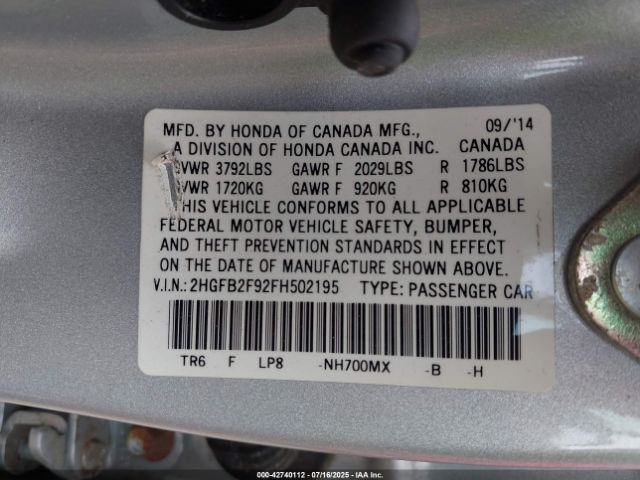 MFD. BY HONDA OF CANADA MFG., 09/'14
A DIVISION OF HONDA CANADA INC. CANADA
GVWR 3792LBS GAWR F 2029LBS R 1786LBS
GVWR 1720KG GAWR F 920KG R 810KG
THIS VEHICLE CONFORMS TO ALL APPLICABLE
FEDERAL MOTOR VEHICLE SAFETY, BUMPER,
AND THEFT PREVENTION STANDARDS IN EFFECT
ON THE DATE OF MANUFACTURE SHOWN ABOVE.
V.I.N.: 2HGFB2F92FH502195 TYPE: PASSENGER CAR
TR6 F LP8 -NH700MX -B -H
000-42740112 - 07/16/2025 - IAA Inc.